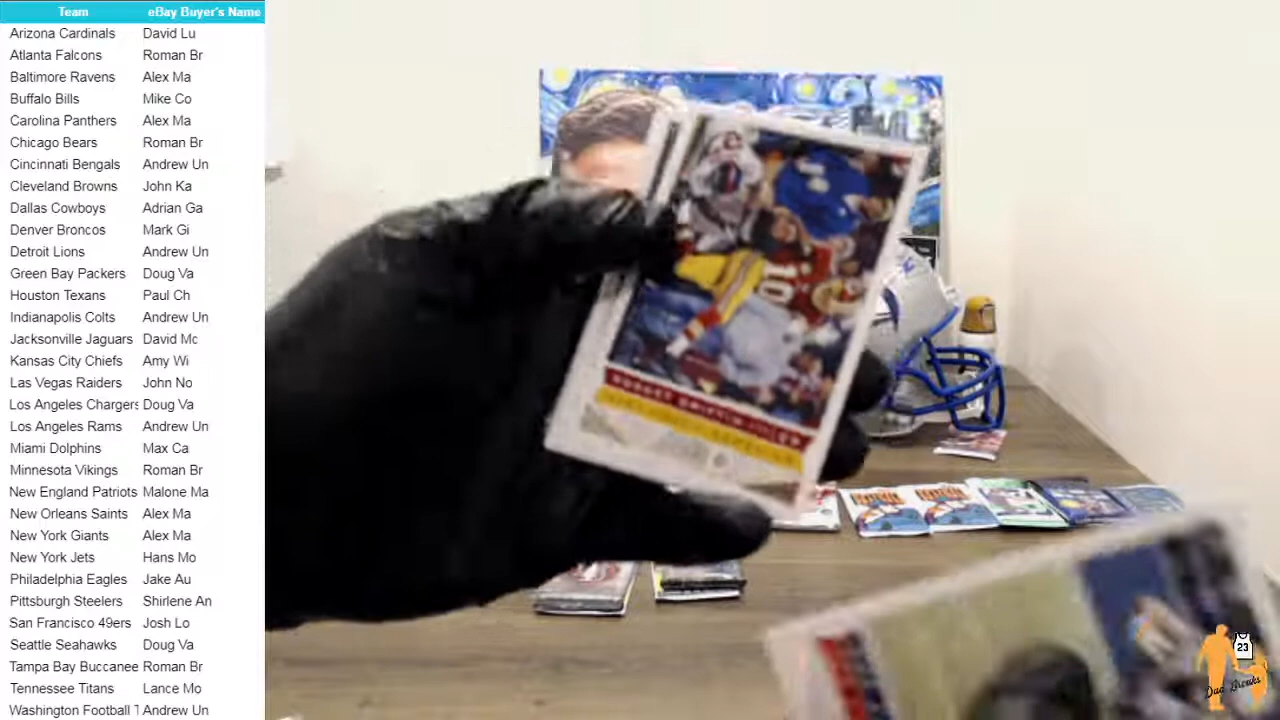 Team eBay Buyer's Name
Arizona Cardinals David Lu
Atlanta Falcons Roman Br
Baltimore Ravens Alex Ma
Buffalo Bills Mike Co
Carolina Panthers Alex Ma
Chicago Bears Roman Br
Cincinnati Bengals Andrew Un
Cleveland Browns John Ka
Dallas Cowboys Adrian Ga
Denver Broncos Mark Gi
Detroit Lions Andrew Un
Green Bay Packers Doug Va
Houston Texans Paul Ch
Indianapolis Colts Andrew Un
Jacksonville Jaguars David Mc
Kansas City Chiefs Amy Wi
Las Vegas Raiders John No
Los Angeles Chargers Doug Va
Los Angeles Rams Andrew Un
Miami Dolphins Max Ca
Minnesota Vikings Roman Br
New England Patriots Malone Ma
New Orleans Saints Alex Ma
New York Giants Alex Ma
New York Jets Hans Mo
Philadelphia Eagles Jake Au
Pittsburgh Steelers Shirlene An
San Francisco 49ers Josh Lo
Seattle Seahawks Doug Va
Tampa Bay Buccanee Roman Br
Tennessee Titans Lance Mo
Washington Football T Andrew Un
10
ROBERT GRIFFIN III
23
Dad Breaks